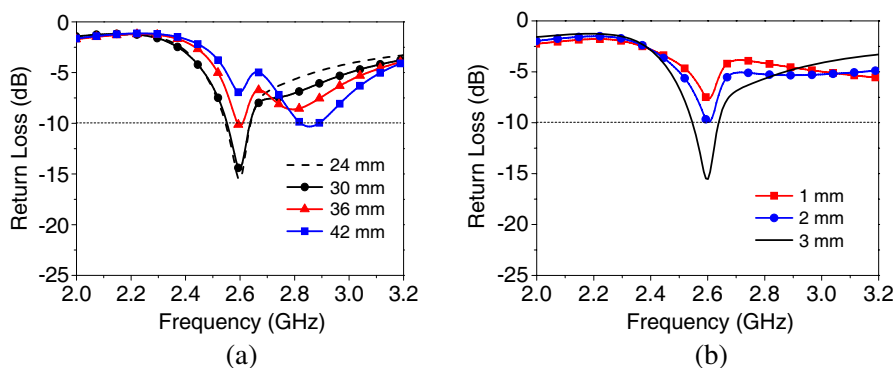 0
-5
-10
-15
-20
-25
Return Loss (dB)
24 mm
30 mm
36 mm
42 mm
2.0 2.2 2.4 2.6 2.8 3.0 3.2
Frequency (GHz)
(a)
0
-5
-10
-15
-20
-25
Return Loss (dB)
1 mm
2 mm
3 mm
2.0 2.2 2.4 2.6 2.8 3.0 3.2
Frequency (GHz)
(b)